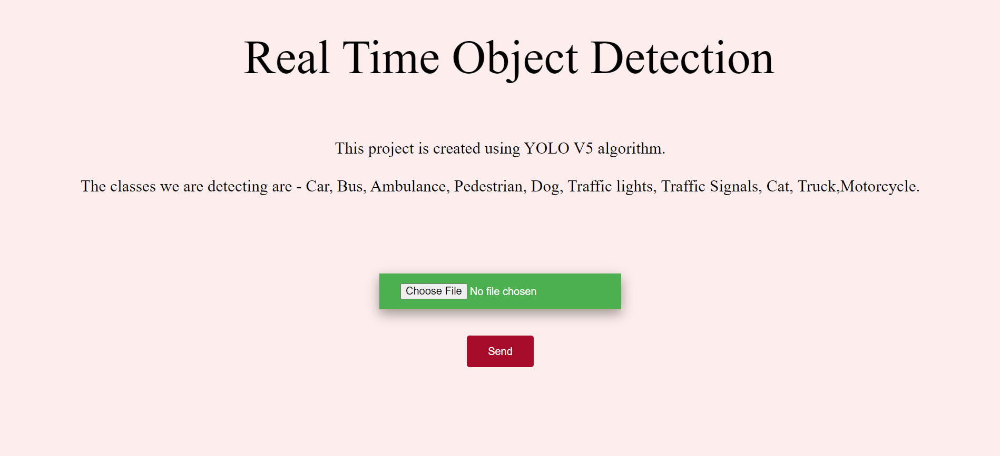 Real Time Object Detection
This project is created using YOLO V5 algorithm.
The classes we are detecting are - Car, Bus, Ambulance, Pedestrian, Dog, Traffic lights, Traffic Signals, Cat, Truck,Motorcycle.
Choose File No file chosen
Send